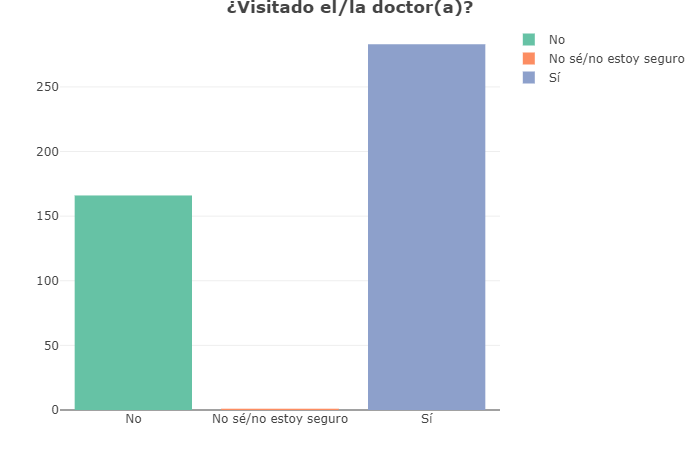 ¿Visitado el/la doctor(a)?
No
No sé/no estoy seguro
Sí
250
200
150
100
50
0
No No sé/no estoy seguro Sí